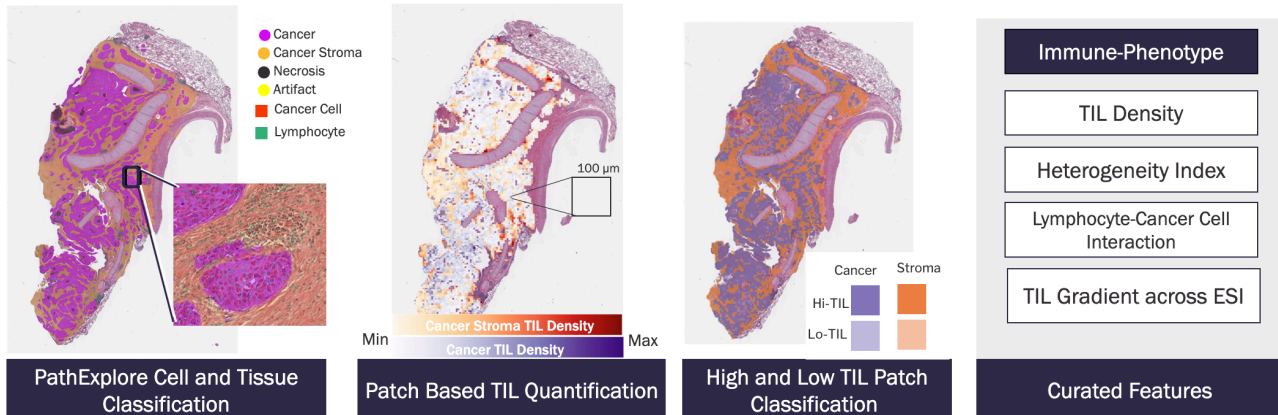 Cancer
Cancer Stroma
Necrosis
Artifact
Cancer Cell
Lymphocyte
PathExplore Cell and Tissue
Classification
100 μm
Cancer Stroma TIL Density
Min
Max
Cancer TIL Density
Patch Based TIL Quantification
Cancer
Stroma
Hi-TIL
Lo-TIL
High and Low TIL Patch
Classification
Immune-Phenotype
TIL Density
Heterogeneity Index
Lymphocyte-Cancer Cell
Interaction
TIL Gradient across ESI
Curated Features